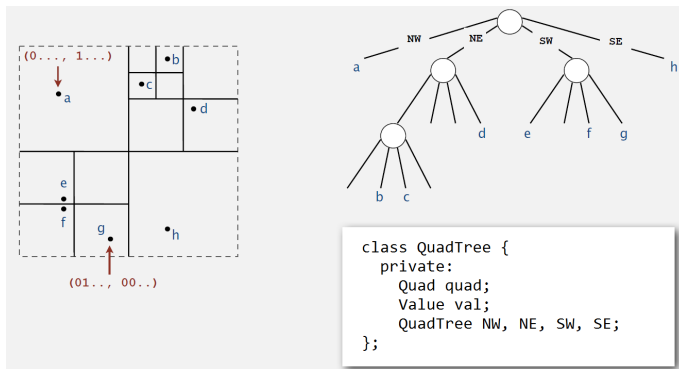 (0..., 1...)
a
b
c
d
e
f
g
h
(01.., 00..)
NW
NE
SW
SE
a
h
d
e
f
g
b
c
class QuadTree {
private:
Quad quad;
Value val;
QuadTree NW, NE, SW, SE;
};